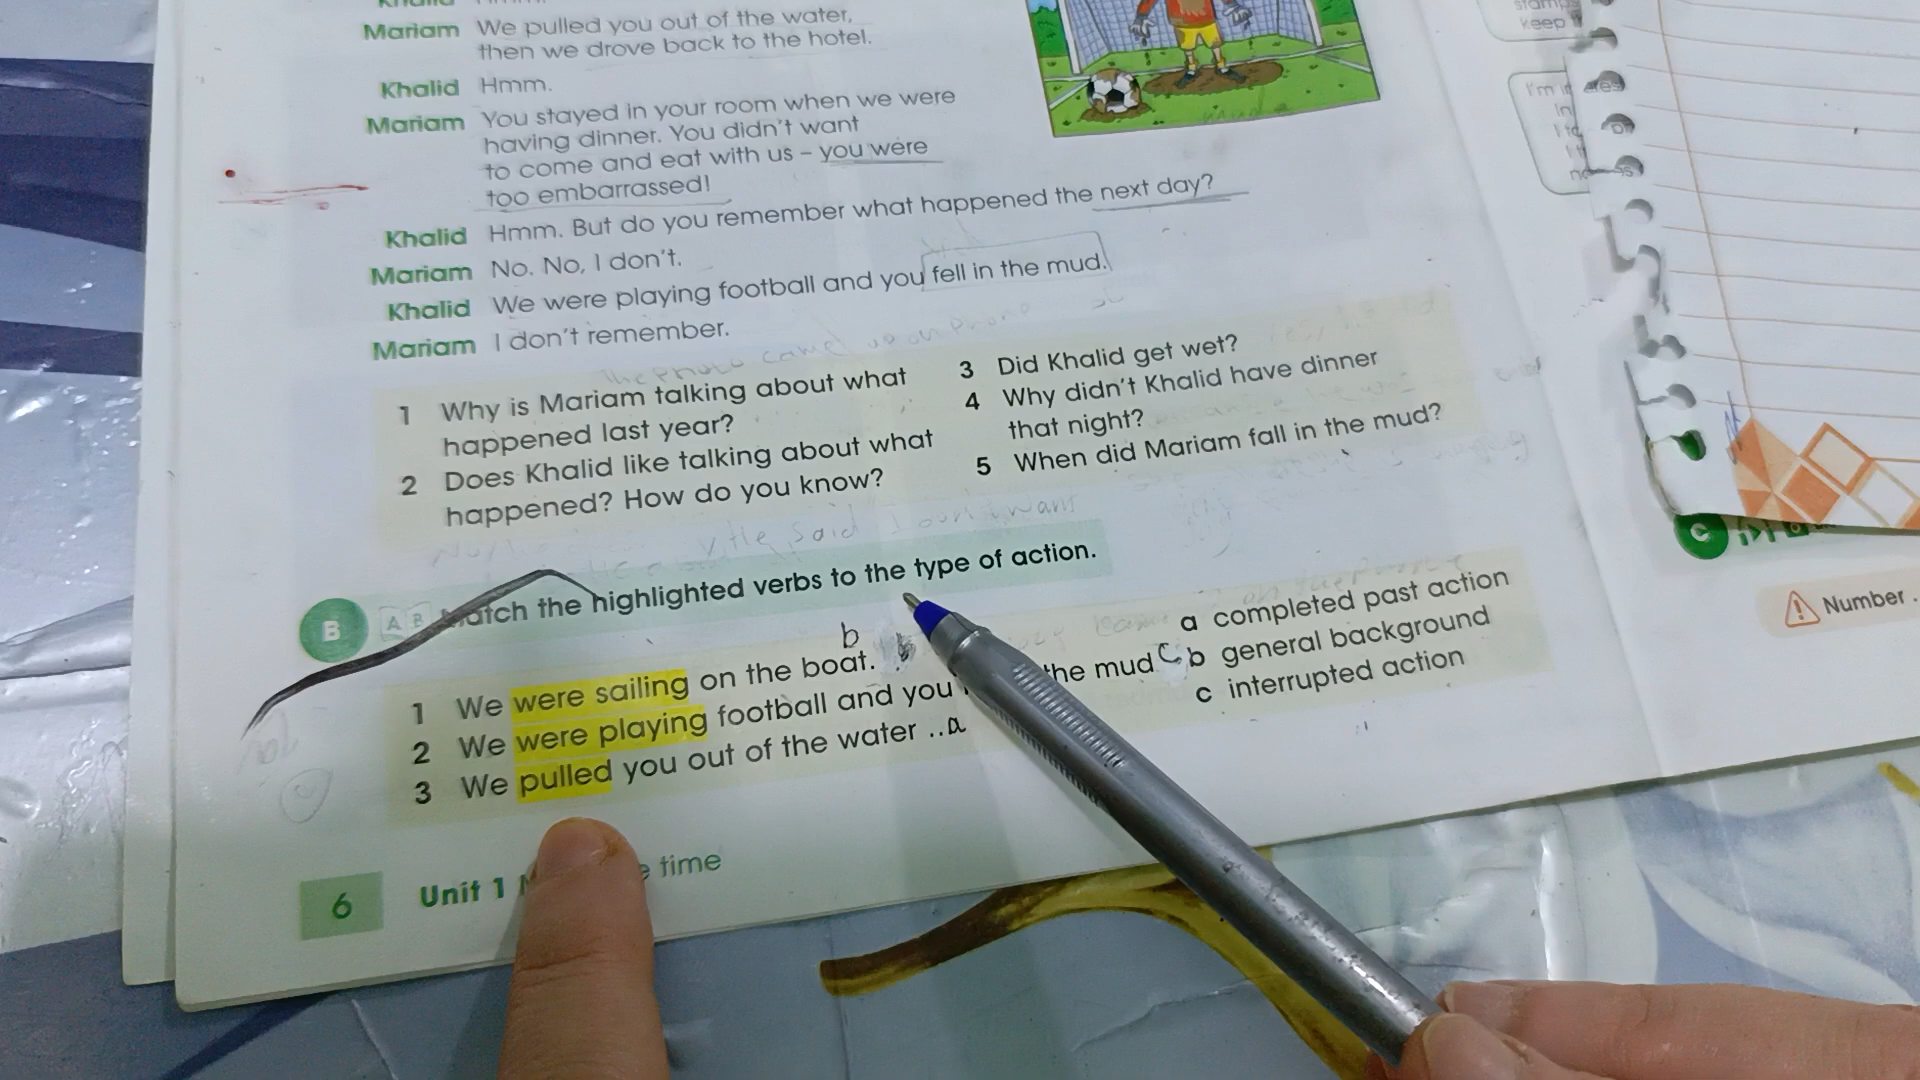 Khalid
Mariam We pulled you out of the water,
then we drove back to the hotel.
Khalid Hmm.
Mariam You stayed in your room when we were
having dinner. You didn't want
to come and eat with us – you were
too embarrassed!
Khalid Hmm. But do you remember what happened the next day?
Mariam No. No, I don't.
Khalid We were playing football and you fell in the mud.
Mariam I don't remember.
1 Why is Mariam talking about what
happened last year?
2 Does Khalid like talking about what
happened? How do you know?
3 Did Khalid get wet?
4 Why didn't Khalid have dinner
that night?
5 When did Mariam fall in the mud?
B AB the highlighted verbs to the type of action.
b
1 We were sailing on the boat.
2 We were playing football and you the mud c
3 We pulled you out of the water ..a
a completed past action
b general background
c interrupted action
6 Unit 1 time
keep
I'm
C
Number